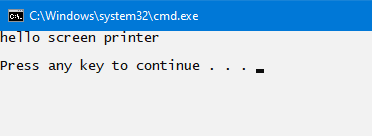 C:\Windows\system32\cmd.exe
hello screen printer
Press any key to continue . . .